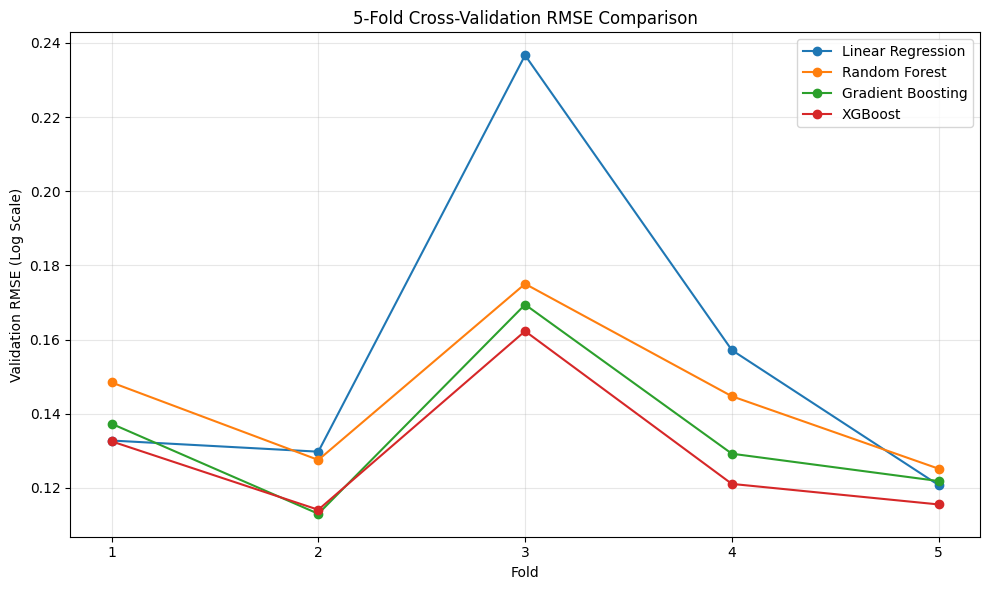 5-Fold Cross-Validation RMSE Comparison
Validation RMSE (Log Scale)
0.24
0.22
0.20
0.18
0.16
0.14
0.12
Linear Regression
Random Forest
Gradient Boosting
XGBoost
1 2 3 4 5
Fold